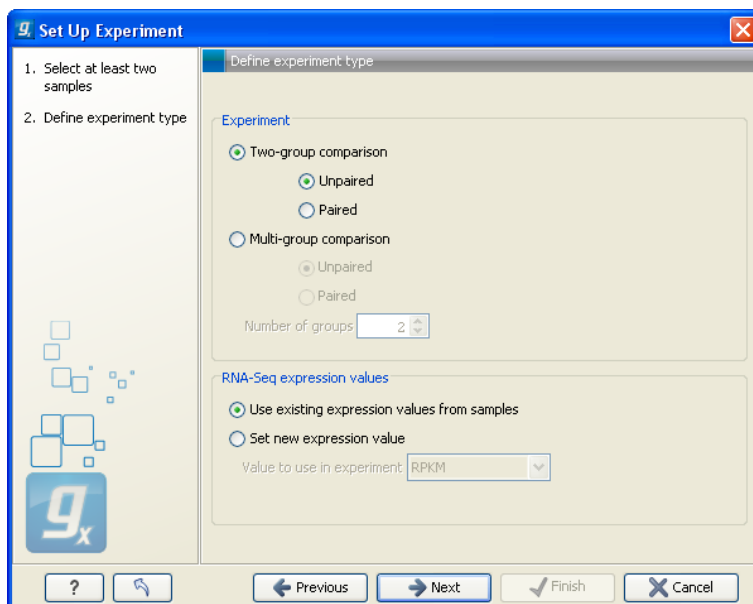 Set Up Experiment
1. Select at least two
samples
2. Define experiment type
Define experiment type
Experiment
Two-group comparison
Unpaired
Paired
Multi-group comparison
Unpaired
Paired
Number of groups 2
RNA-Seq expression values
Use existing expression values from samples
Set new expression value
Value to use in experiment RPKM
gx
? Previous Next Finish Cancel